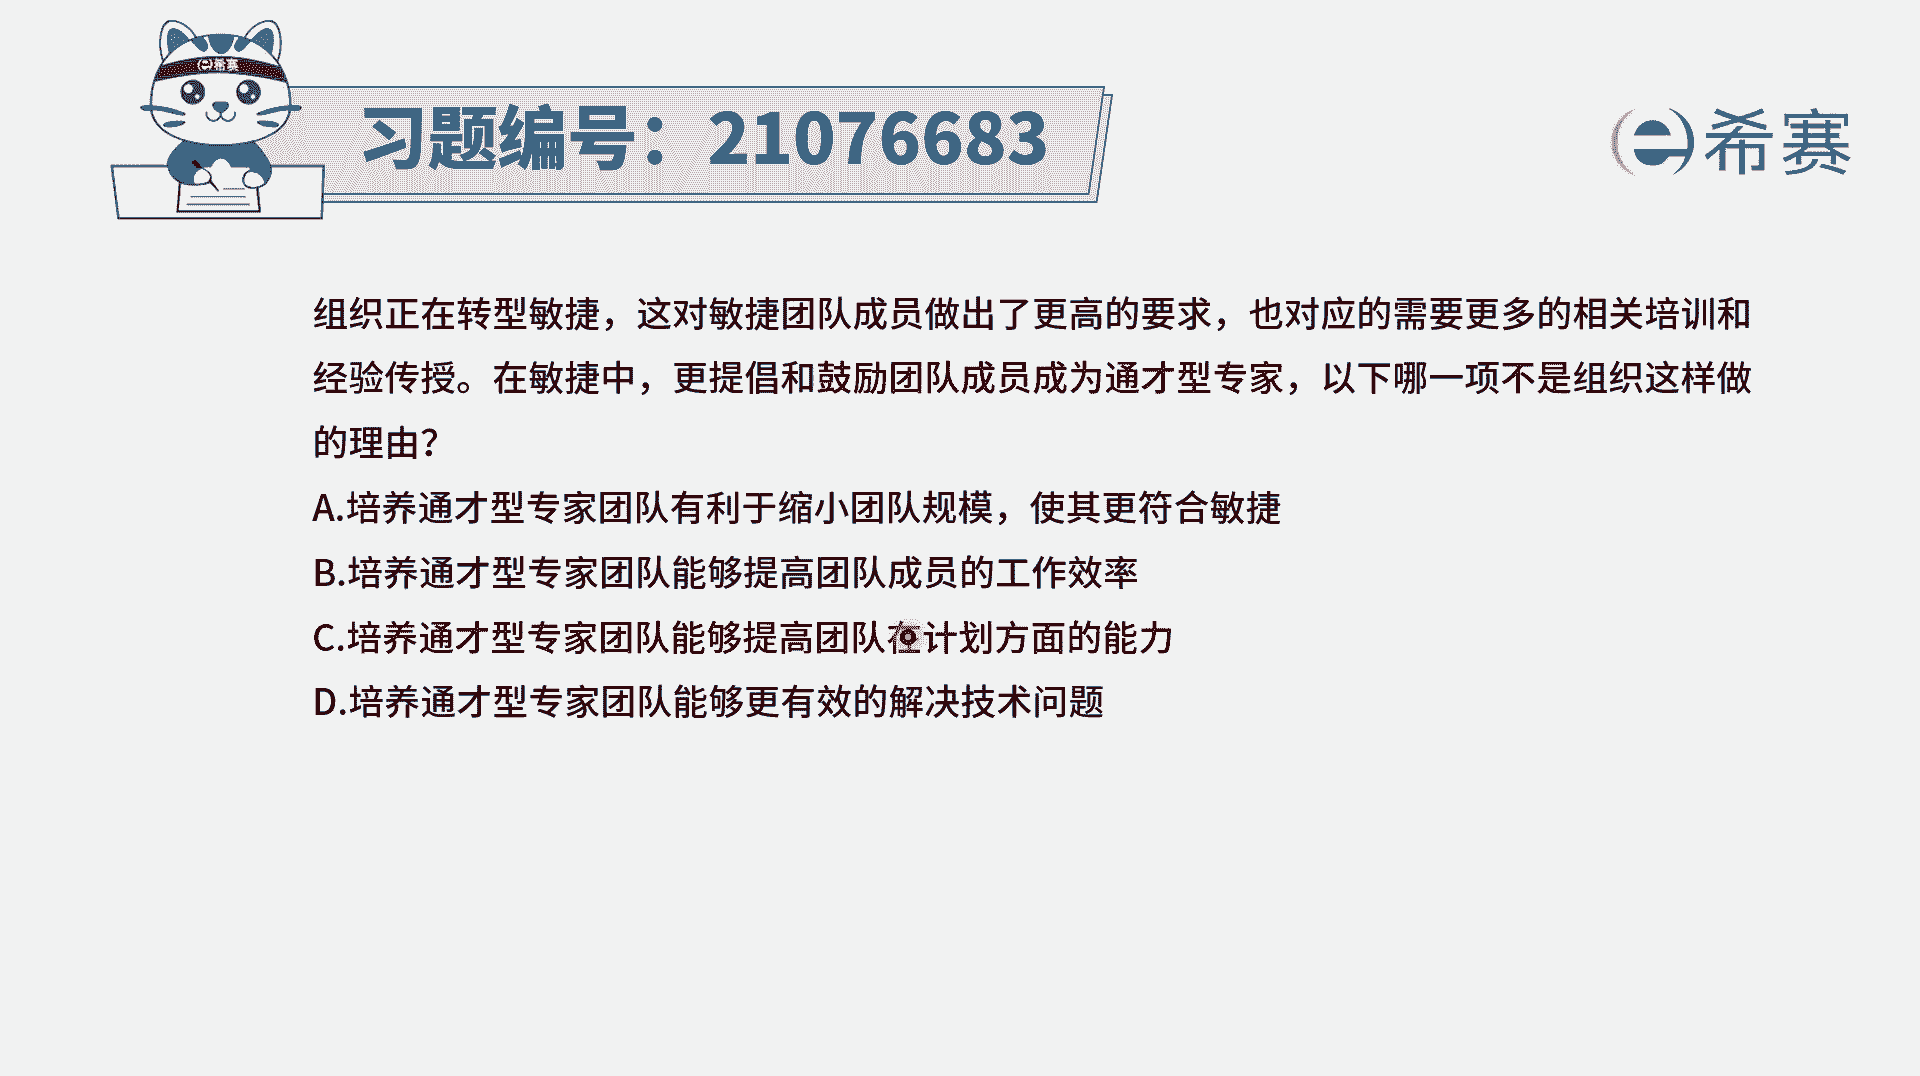 希赛
习题编号：21076683
希赛
组织正在转型敏捷，这对敏捷团队成员做出了更高的要求，也对应的需要更多的相关培训和
经验传授。在敏捷中，更提倡和鼓励团队成员成为通才型专家，以下哪一项不是组织这样做
的理由？
A.培养通才型专家团队有利于缩小团队规模，使其更符合敏捷
B.培养通才型专家团队能够提高团队成员的工作效率
C.培养通才型专家团队能够提高团队在计划方面的能力
D.培养通才型专家团队能够更有效的解决技术问题